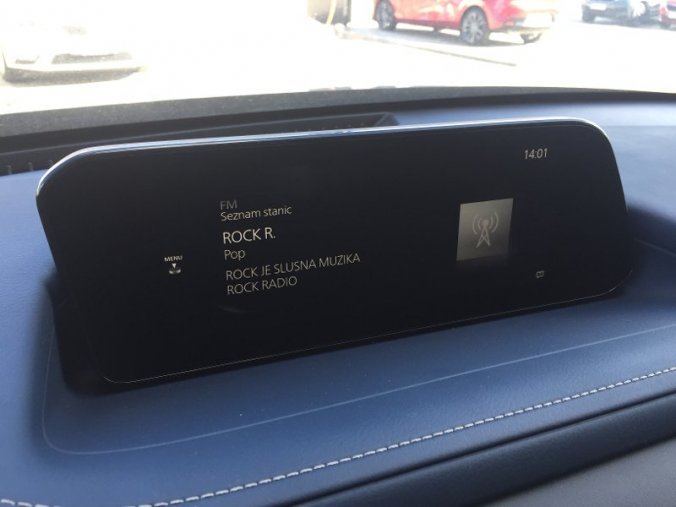 14:01
FM
Seznam stanic
ROCK R.
Pop
MENU
ROCK JE SLUSNA MUZIKA
ROCK RADIO